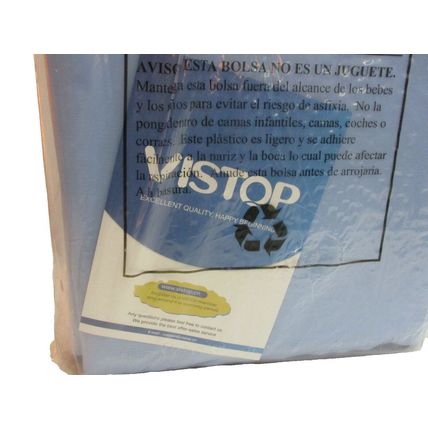 AVISO ESTA BOLSA NO ES UN JUGUETE.
Mantega esa bolsa fuera del alcance de los bebes
y los para evitar el riesgo de asfixia. No la
ponga dentro de camas infantiles, camas, coches o
corrales. Este plástico es ligero y se adhiere
fácilmente a la nariz y la boca lo cual puede afectar
la respiración. Anude esta bolsa antes de arrojarla.
A la basura.
VISTOP
EXCELLENT QUALITY, HAPPY BEGINNING
Any questions please feel free to contact us.
We provide the best after-sales service